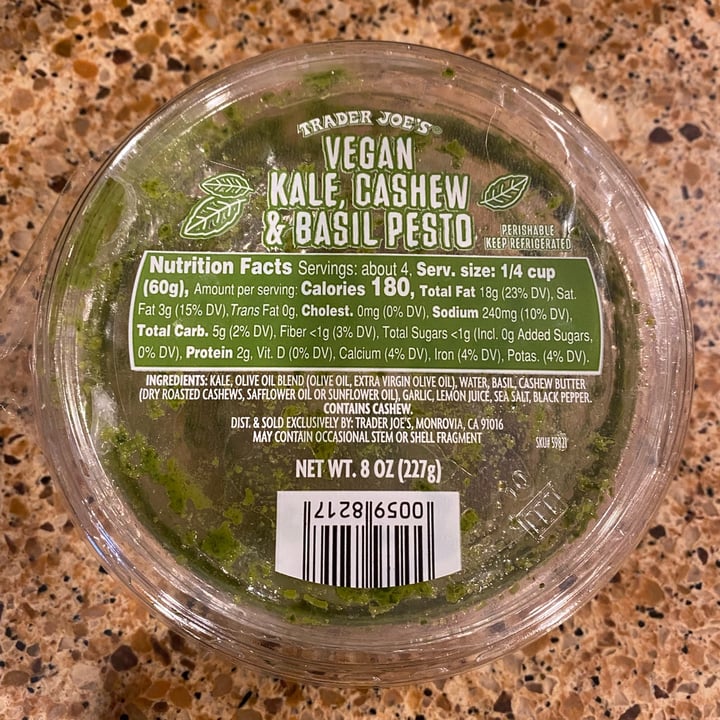 TRADER JOE'S®
VEGAN
KALE, CASHEW
& BASIL PESTO
PERISHABLE
KEEP REFRIGERATED
Nutrition Facts Servings: about 4, Serv. size: 1/4 cup
(60g), Amount per serving: Calories 180, Total Fat 18g (23% DV), Sat.
Fat 3g (15% DV), Trans Fat 0g, Cholest. 0mg (0% DV), Sodium 240mg (10% DV),
Total Carb. 5g (2% DV), Fiber <1g (3% DV), Total Sugars <1g (Incl. 0g Added Sugars,
0% DV), Protein 2g, Vit. D (0% DV), Calcium (4% DV), Iron (4% DV), Potas. (4% DV).
INGREDIENTS: KALE, OLIVE OIL BLEND (OLIVE OIL, EXTRA VIRGIN OLIVE OIL), WATER, BASIL, CASHEW BUTTER
(DRY ROASTED CASHEWS, SAFFLOWER OIL OR SUNFLOWER OIL), GARLIC, LEMON JUICE, SEA SALT, BLACK PEPPER.
CONTAINS CASHEW.
DIST. & SOLD EXCLUSIVELY BY: TRADER JOE'S, MONROVIA, CA 91016
MAY CONTAIN OCCASIONAL STEM OR SHELL FRAGMENT
SKU# 59821
NET WT. 8 OZ (227g)
0059 8217